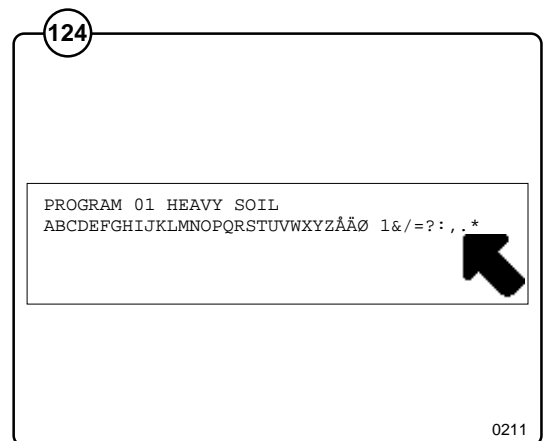 124
PROGRAM 01 HEAVY SOIL
ABCDEFGHIJKLMNOPQRSTUVWXYZÅÄØ 1&/=?:,.*
0211